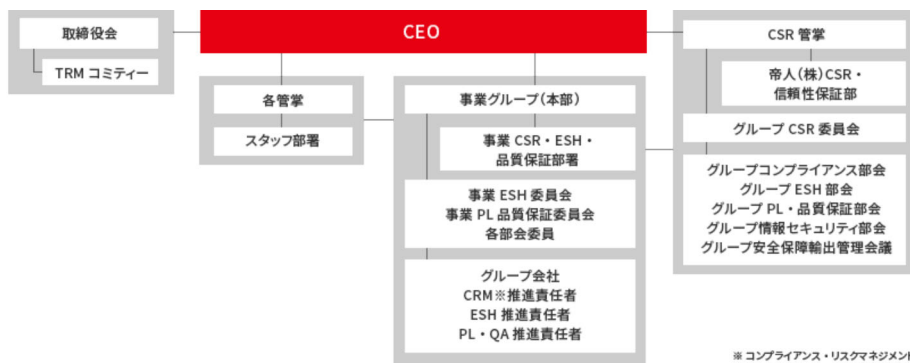 取締役会
TRM コミティー
CEO
各管掌
スタッフ部署
事業グループ(本部)
事業 CSR・ESH・
品質保証部署
事業 ESH 委員会
事業 PL 品質保証委員会
各部会委員
グループ会社
CRM※推進責任者
ESH 推進責任者
PL・QA 推進責任者
CSR 管掌
帝人(株)CSR・
信頼性保証部
グループ CSR 委員会
グループコンプライアンス部会
グループ ESH 部会
グループ PL・品質保証部会
グループ情報セキュリティ部会
グループ安全保障輸出管理会議
※ コンプライアンス・リスクマネジメント